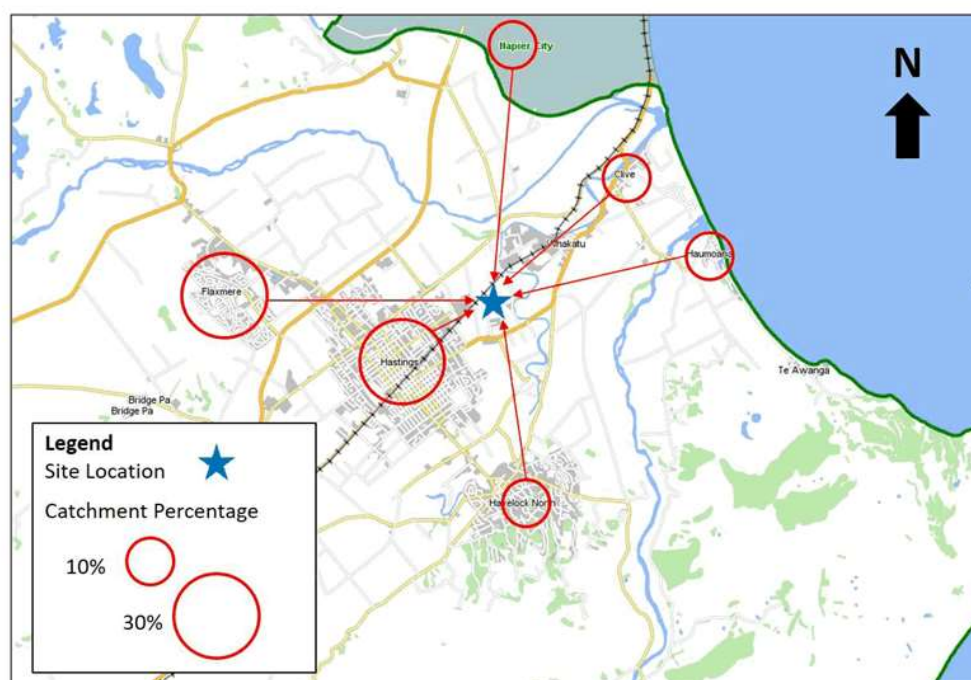 Napier City
N
Clive
Whakatu
Haumoana
Flaxmere
Hastings
Te Awanga
Bridge Pa
Bridge Pa
Havelock North
Legend
Site Location
Catchment Percentage
10%
30%